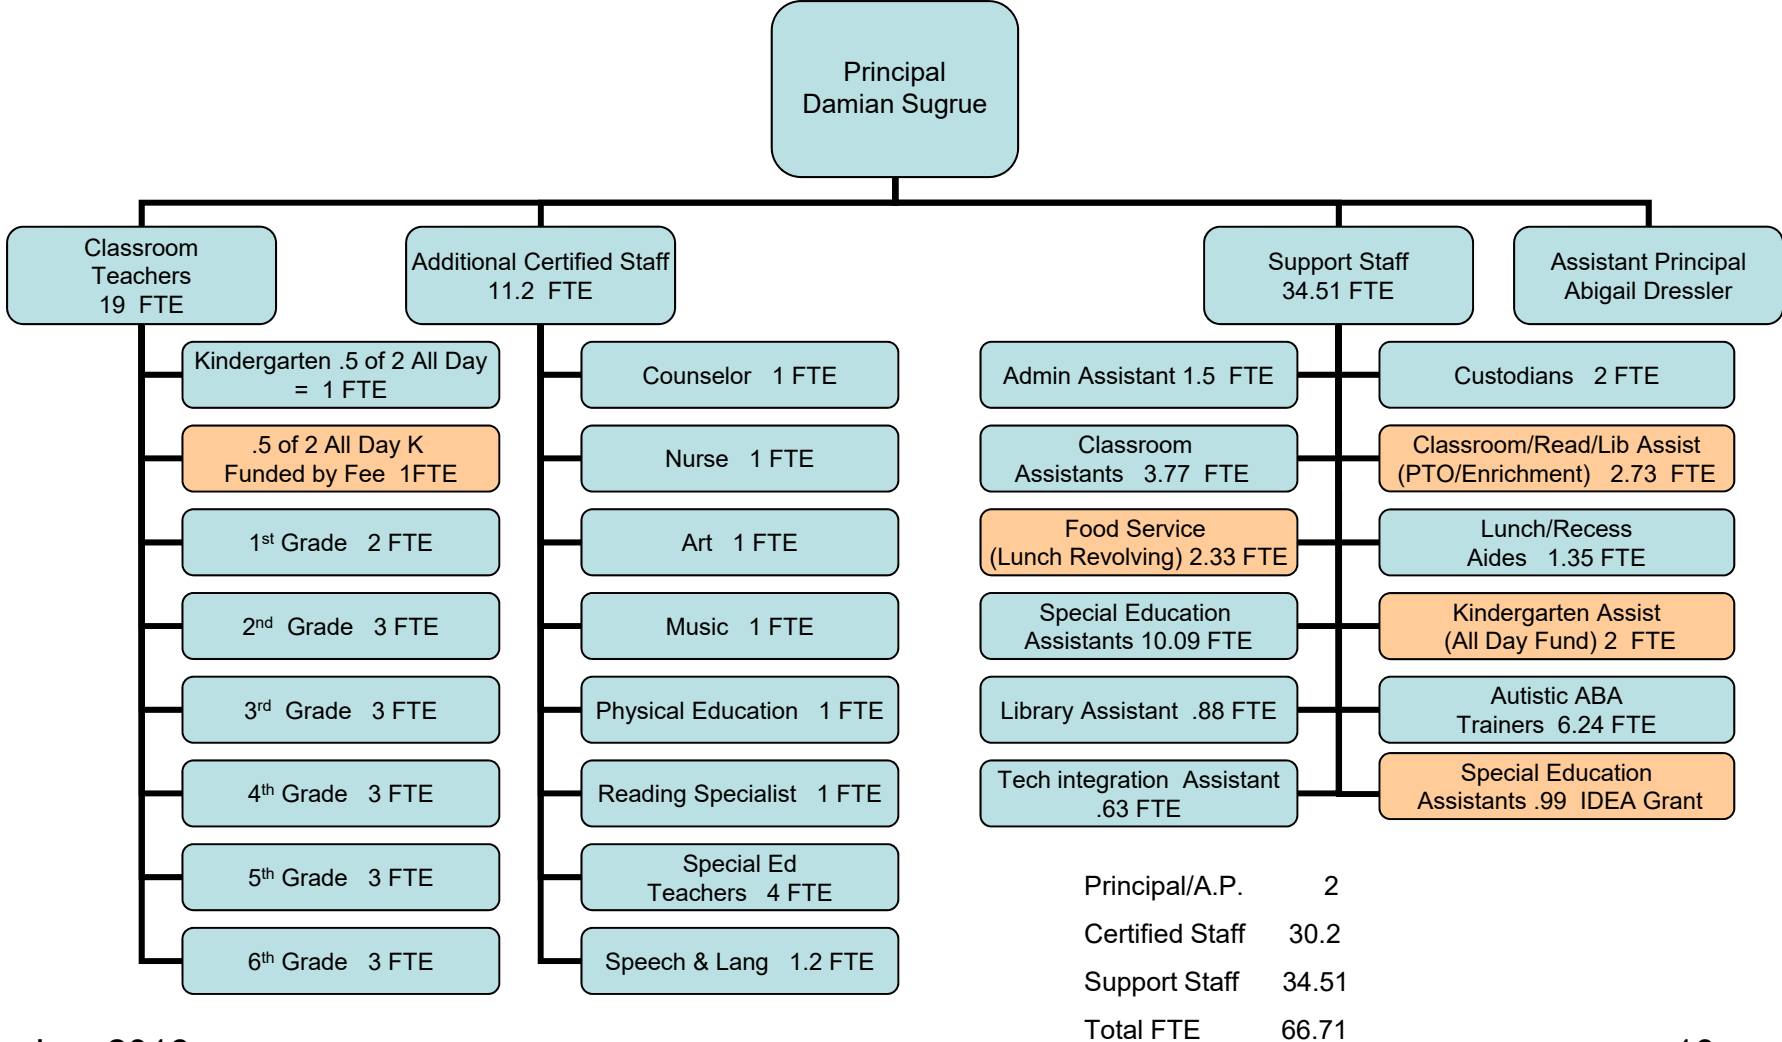 Principal
Damian Sugrue
Classroom
Teachers
19 FTE
Additional Certified Staff
11.2 FTE
Support Staff
34.51 FTE
Assistant Principal
Abigail Dressler
Kindergarten .5 of 2 All Day
= 1 FTE
.5 of 2 All Day K
Funded by Fee 1FTE
1st Grade 2 FTE
2nd Grade 3 FTE
3rd Grade 3 FTE
4th Grade 3 FTE
5th Grade 3 FTE
6th Grade 3 FTE
Counselor 1 FTE
Nurse 1 FTE
Art 1 FTE
Music 1 FTE
Physical Education 1 FTE
Reading Specialist 1 FTE
Special Ed
Teachers 4 FTE
Speech & Lang 1.2 FTE
Admin Assistant 1.5 FTE
Classroom
Assistants 3.77 FTE
Food Service
(Lunch Revolving) 2.33 FTE
Special Education
Assistants 10.09 FTE
Library Assistant .88 FTE
Tech integration Assistant
.63 FTE
Custodians 2 FTE
Classroom/Read/Lib Assist
(PTO/Enrichment) 2.73 FTE
Lunch/Recess
Aides 1.35 FTE
Kindergarten Assist
(All Day Fund) 2 FTE
Autistic ABA
Trainers 6.24 FTE
Special Education
Assistants .99 IDEA Grant
Principal/A.P. 2
Certified Staff 30.2
Support Staff 34.51
Total FTE 66.71